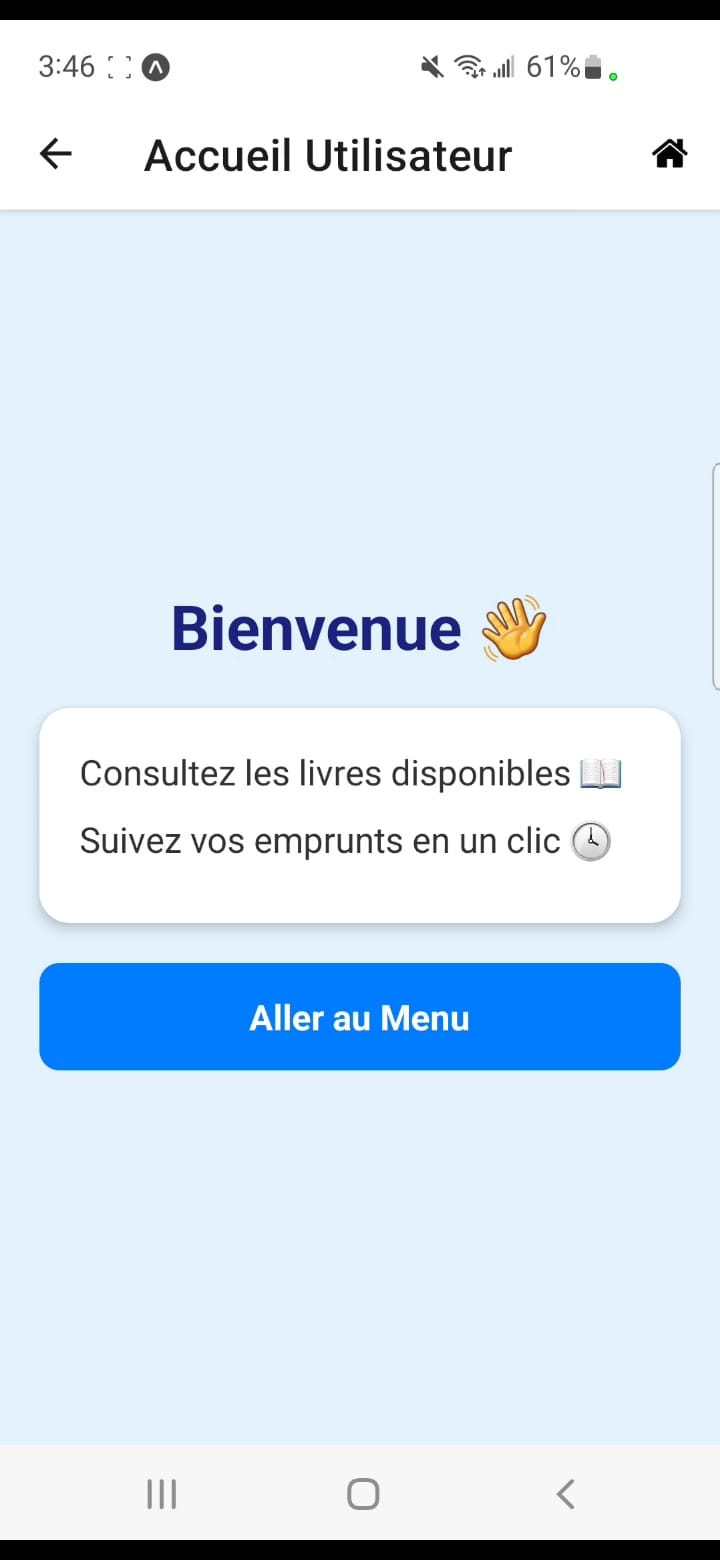 3:46 61%
Accueil Utilisateur
Bienvenue 👋
Consultez les livres disponibles 📖
Suivez vos emprunts en un clic 🕓
Aller au Menu